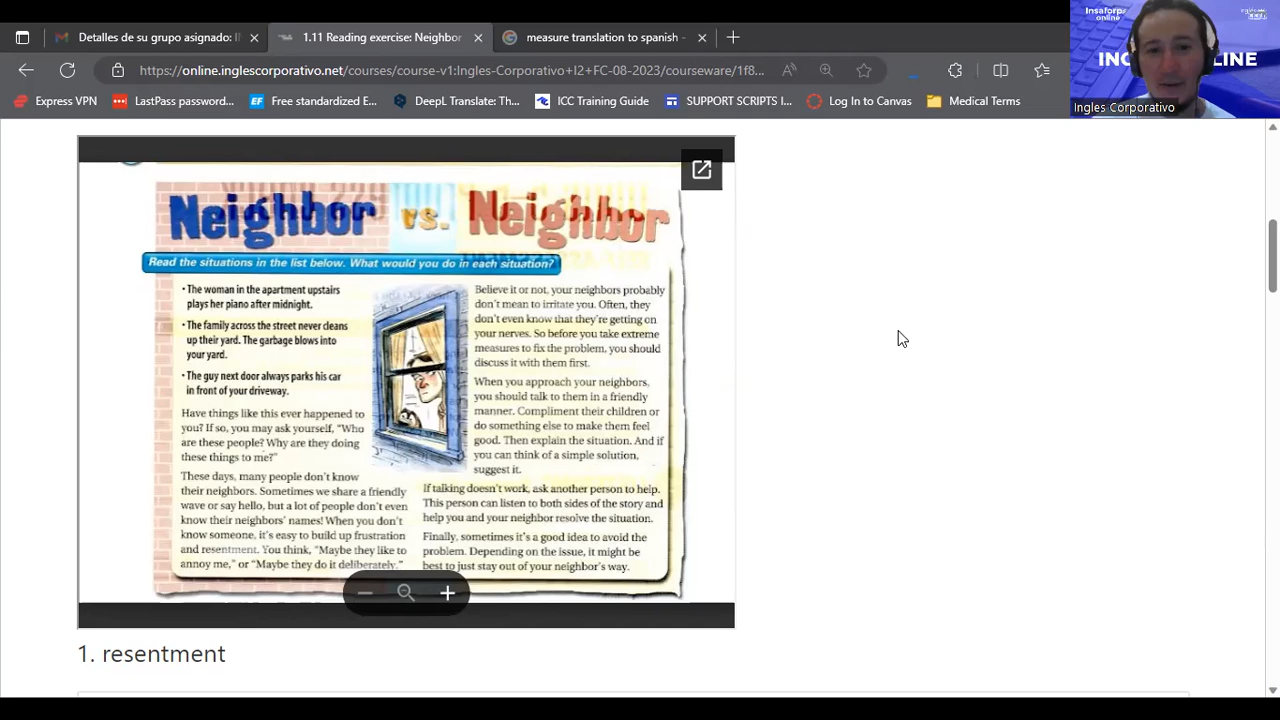 Detalles de su grupo asignado: I
1.11 Reading exercise: Neighbor
measure translation to spanish -
https://online.inglescorporativo.net/courses/course-v1:Ingles-Corporativo+I2+FC-08-2023/courseware/1f8...
Express VPN
LastPass password...
Free standardized E...
DeepL Translate: Th...
ICC Training Guide
SUPPORT SCRIPTS I...
Log In to Canvas
Medical Terms
Insaforp
online
INC
ONLINE
Ingles Corporativo
Neighbor vs. Neighbor
Read the situations in the list below. What would you do in each situation?
• The woman in the apartment upstairs
plays her piano after midnight.
• The family across the street never cleans
up their yard. The garbage blows into
your yard.
• The guy next door always parks his car
in front of your driveway.
Have things like this ever happened to
you? If so, you may ask yourself, "Who
are these people? Why are they doing
these things to me?"
These days, many people don't know
their neighbors. Sometimes we share a friendly
wave or say hello, but a lot of people don't even
know their neighbors' names! When you don't
know someone, it's easy to build up frustration
and resentment. You think, "Maybe they like to
annoy me," or "Maybe they do it deliberately."
Believe it or not, your neighbors probably
don't mean to irritate you. Often, they
don't even know that they're getting on
your nerves. So before you take extreme
measures to fix the problem, you should
discuss it with them first.
When you approach your neighbors,
you should talk to them in a friendly
manner. Compliment their children or
do something else to make them feel
good. Then explain the situation. And if
you can think of a simple solution,
suggest it.
If talking doesn't work, ask another person to help.
This person can listen to both sides of the story and
help you and your neighbor resolve the situation.
Finally, sometimes it's a good idea to avoid the
problem. Depending on the issue, it might be
best to just stay out of your neighbor's way.
1. resentment